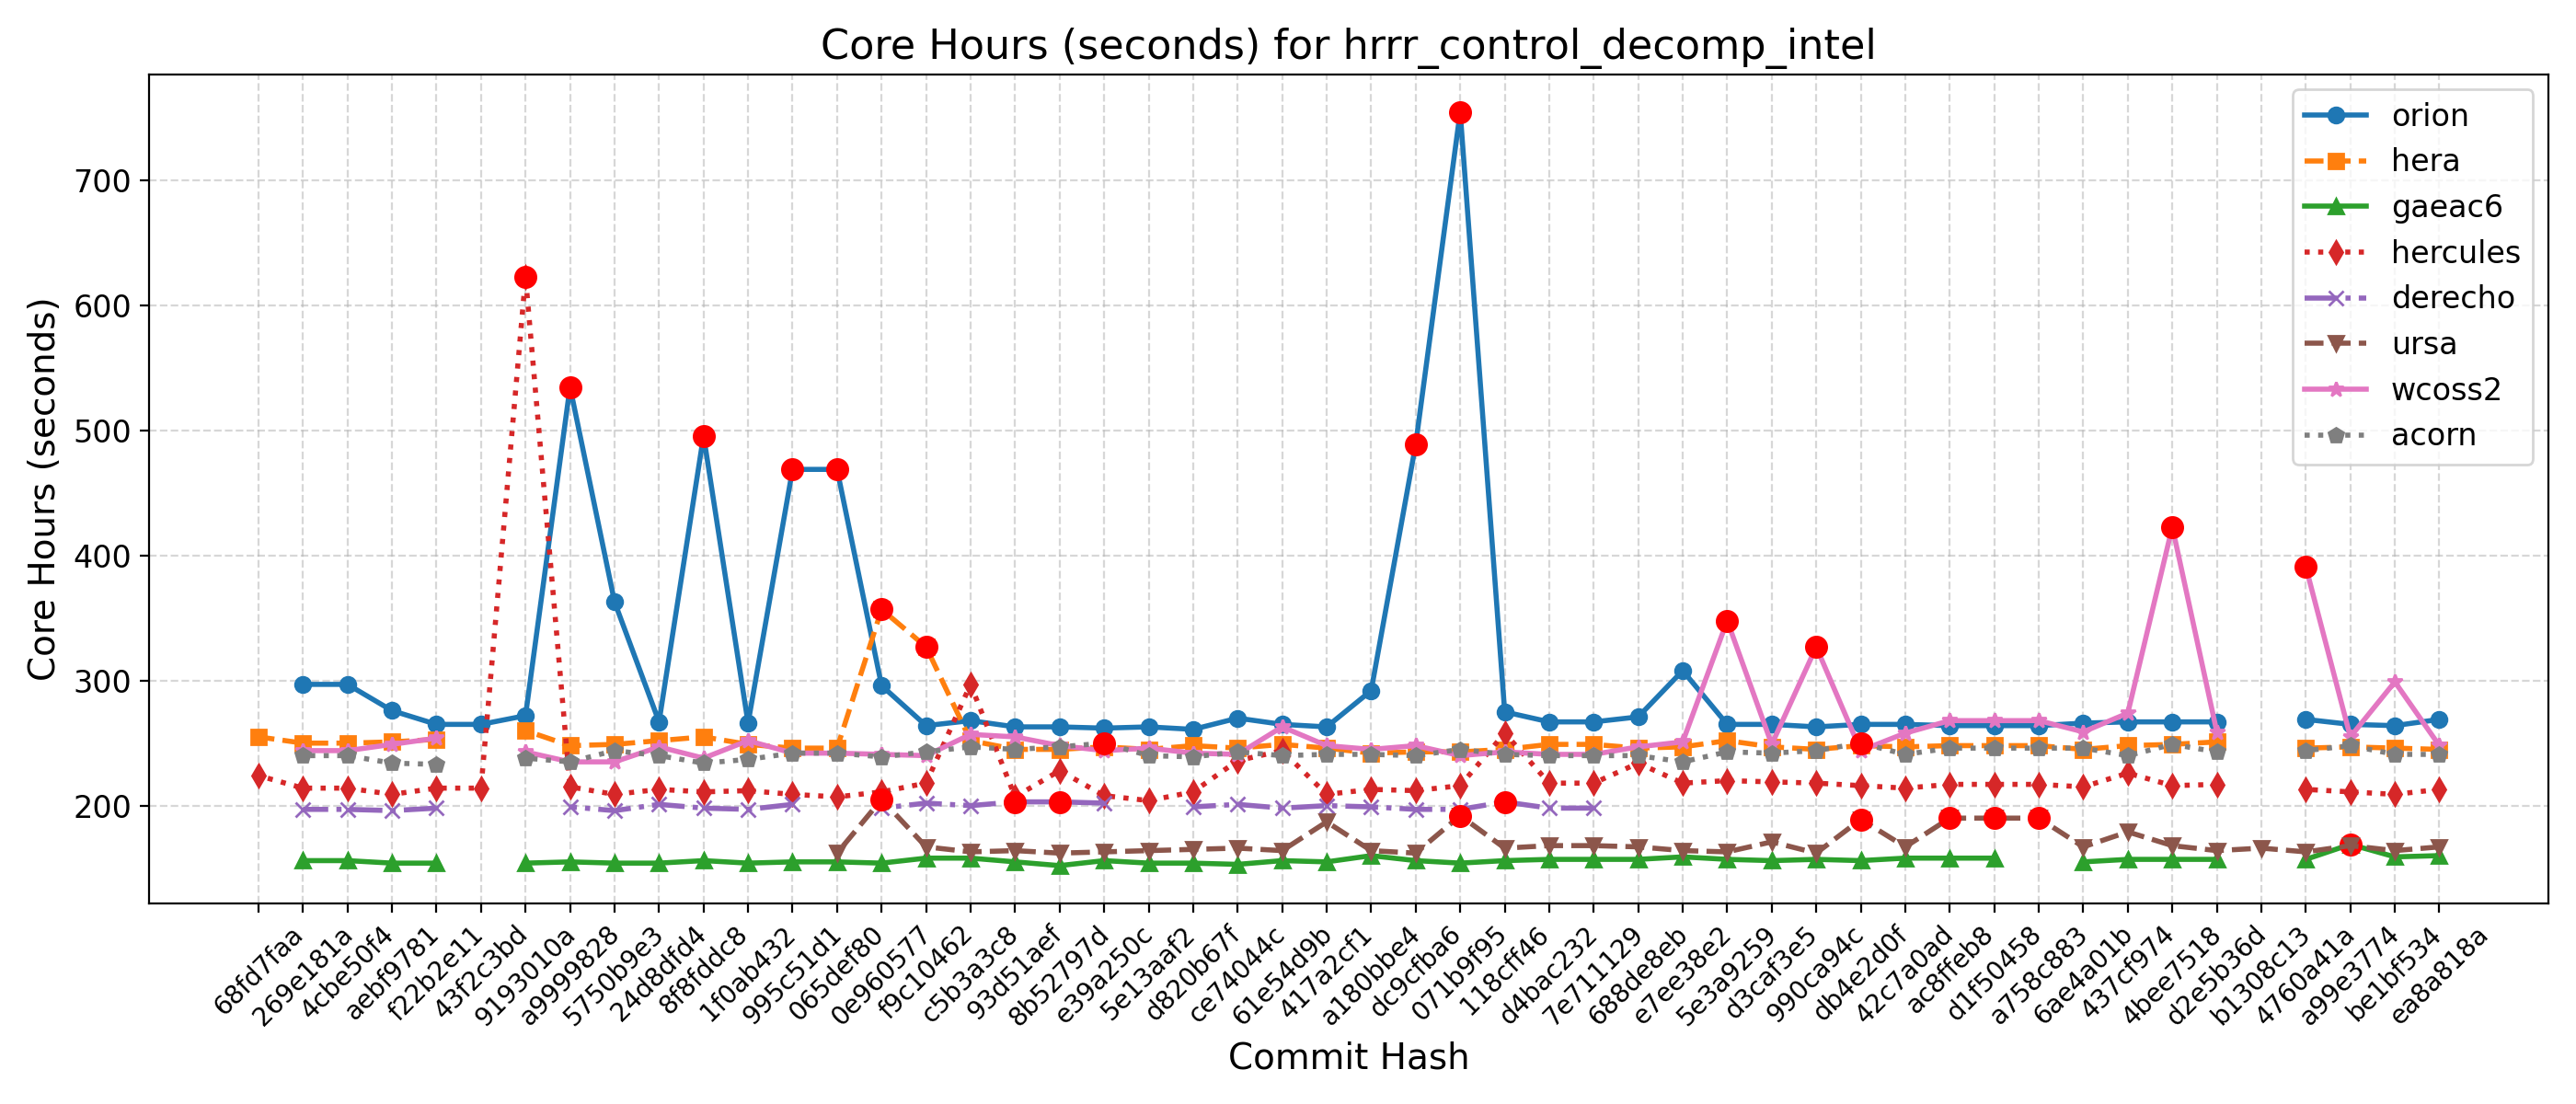 Core Hours (seconds) for hrrr_control_decomp_intel
Core Hours (seconds)
700
600
500
400
300
200
orion
hera
gaeac6
hercules
derecho
ursa
wcoss2
acorn
68fd7faa
269e181a
4cbe50f4
aebf9781
f22b2e11
43f2c3bd
9193010a
a9999828
5750b9e3
24d8dfd4
8f8fddc8
1f0ab432
995c51d1
065def80
0e960577
f9c10462
c5b3a3c8
93d51aef
8b52797d
e39a250c
5e13aaf2
d820b67f
ce74044c
61e54d9b
417a2cf1
a180bbe4
dc9cfba6
071b9f95
118cff46
d4bac232
7e711129
688de8eb
e7ee38e2
5e3a9259
d3caf3e5
990ca94c
db4e2d0f
42c7a0ad
ac8ffeb8
d1f50458
a758c883
6ae4a01b
437cf974
4bee7518
d2e5b36d
b1308c13
4760a41a
a99e3774
be1bf534
ea8a818a
Commit Hash